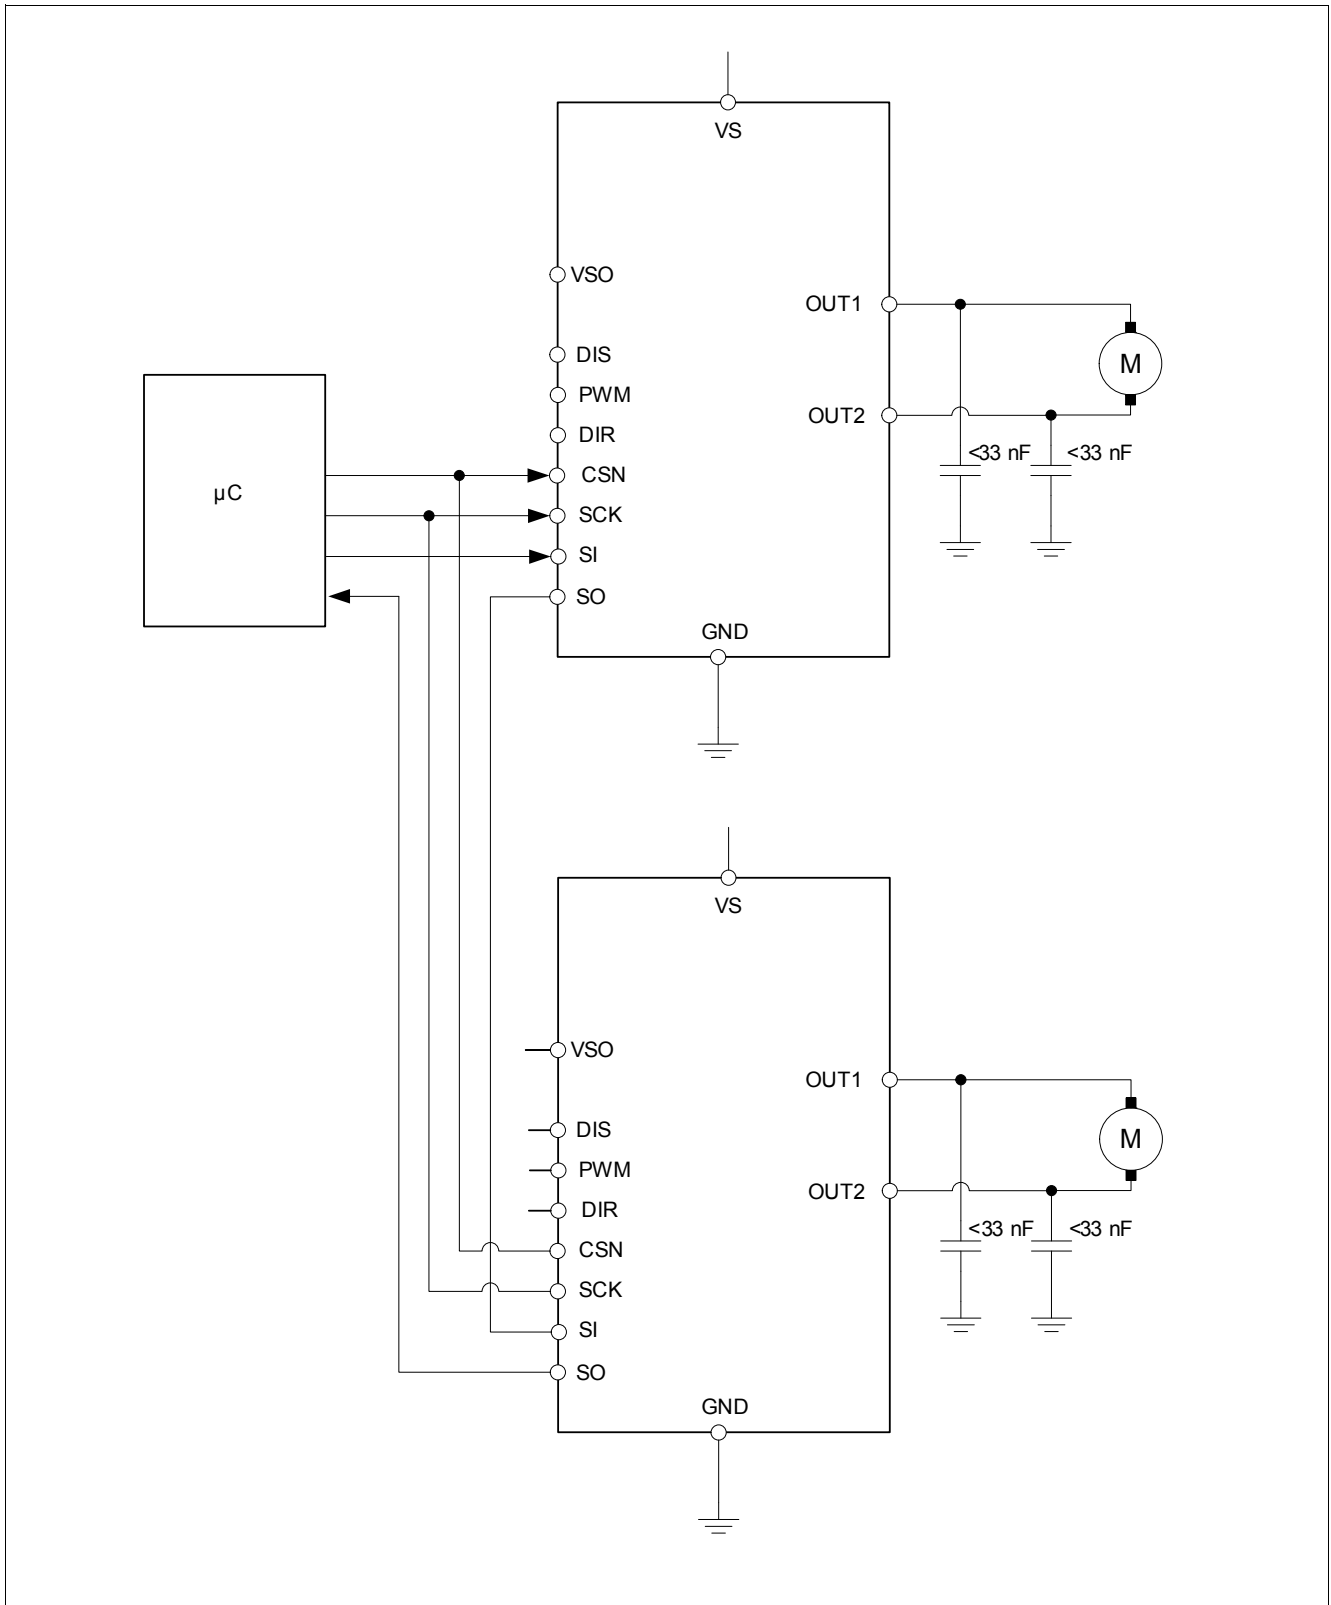 VS
VSO
OUT1
DIS
M
PWM
OUT2
DIR
<33 nF
<33 nF
CSN
µC
SCK
SI
SO
GND
VS
VSO
OUT1
DIS
M
PWM
OUT2
DIR
<33 nF
<33 nF
CSN
SCK
SI
SO
GND